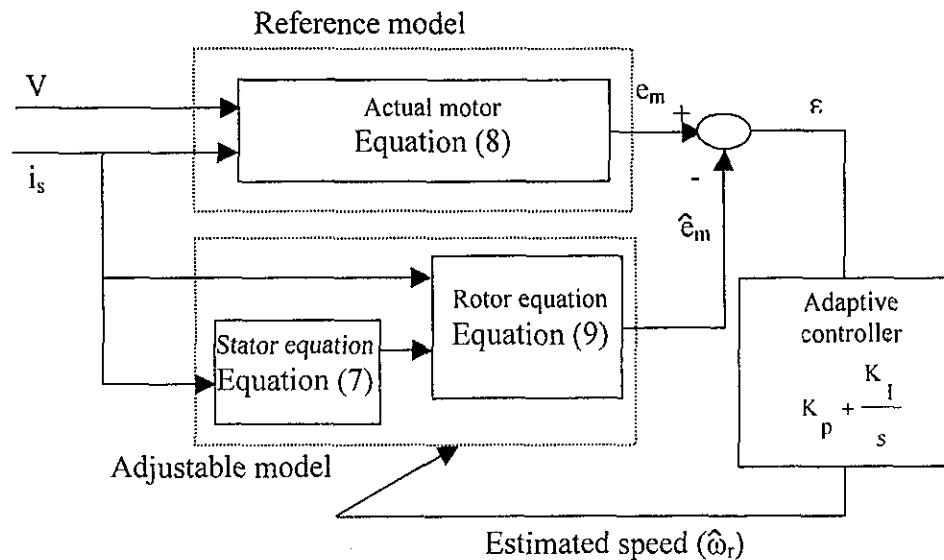 Reference model
V
i_s
Actual motor
Equation (8)
e_m
+
-
ε
ê_m
Rotor equation
Equation (9)
Stator equation
Equation (7)
Adjustable model
Adaptive
controller
K_p + K_I / s
Estimated speed (ω̂_r)